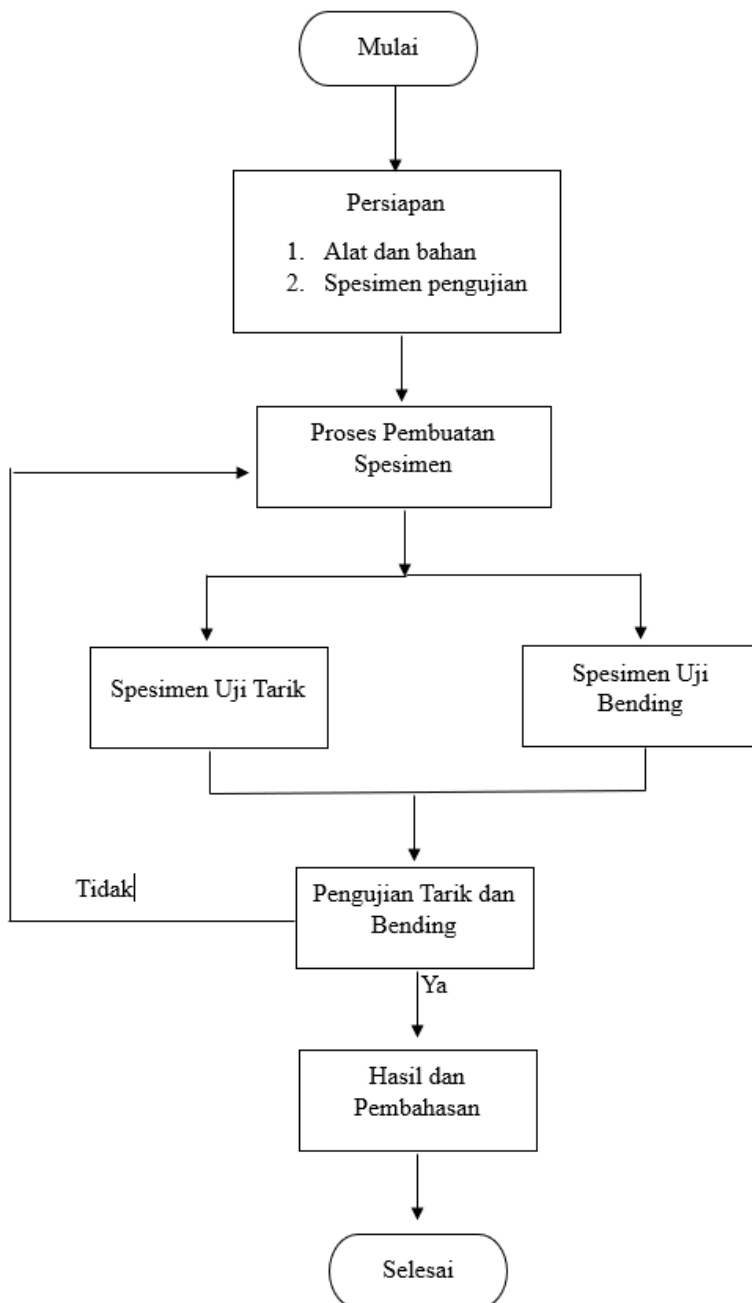 Mulai
Persiapan
1. Alat dan bahan
2. Spesimen pengujian
Proses Pembuatan
Spesimen
Spesimen Uji Tarik
Spesimen Uji
Bending
Tidak
Pengujian Tarik dan
Bending
Ya
Hasil dan
Pembahasan
Selesai